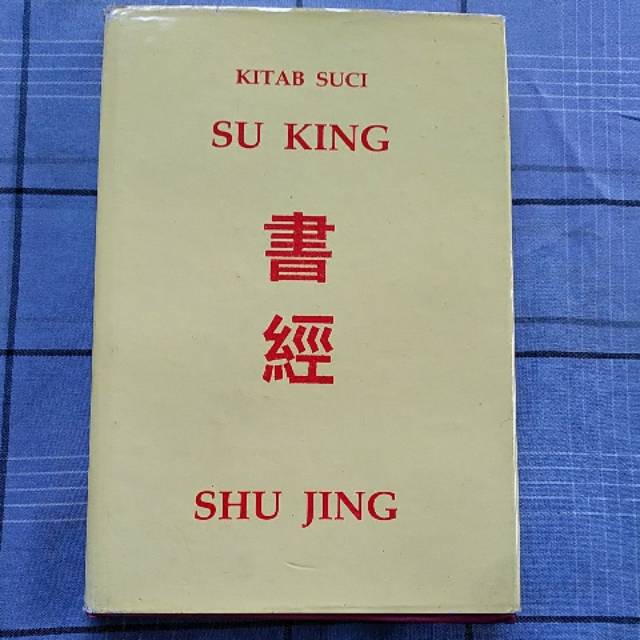 KITAB SUCI
SU KING
書
經
SHU JING